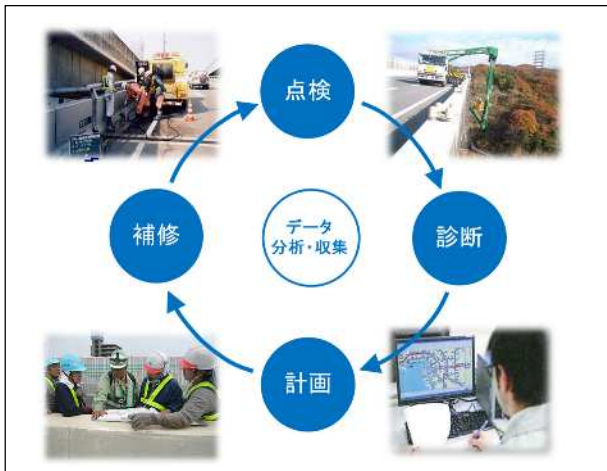 点検
診断
データ
分析・収集
補修
計画